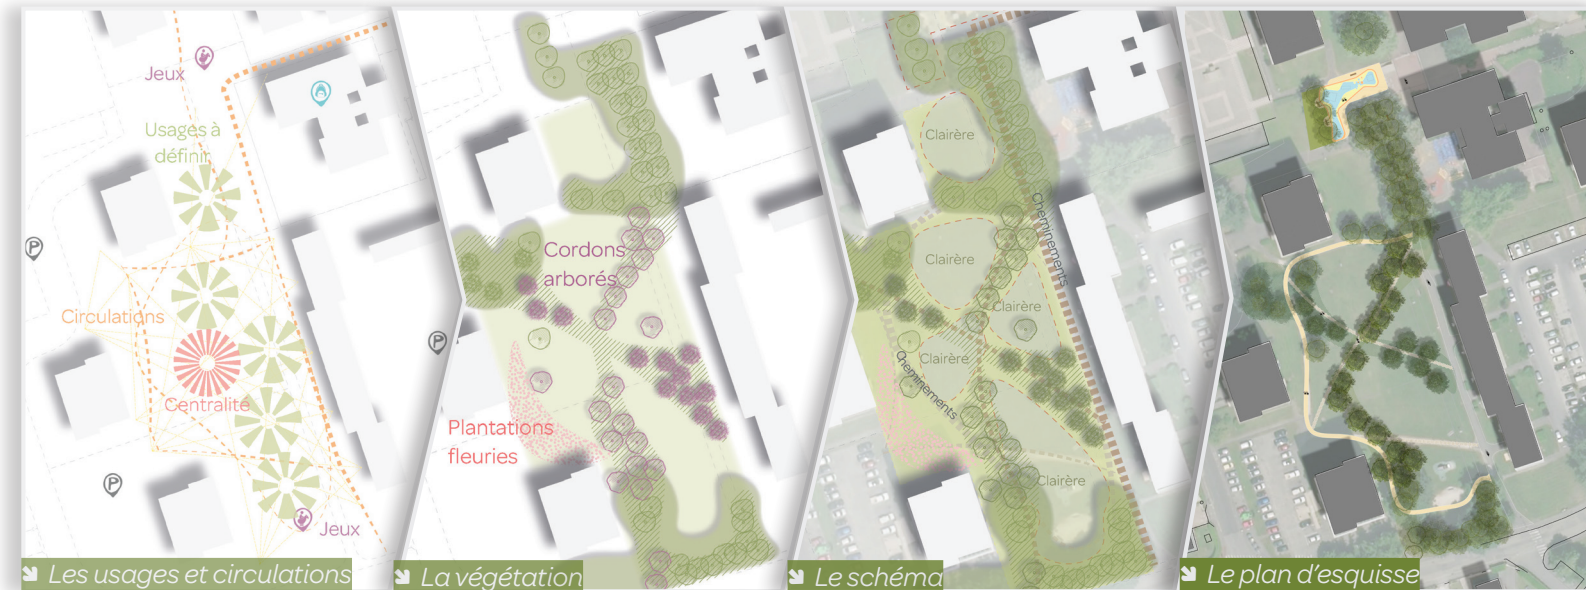 Jeux
Usages à
définir
P
Circulations
Centralité
P
Jeux
Les usages et circulations
Cordons
arborés
P
Plantations
fleuries
La végétation
Clairère
Cheminements
Clairère
Clairère
Clairère
Cheminements
Clairère
Le schéma
Le plan d'esquisse